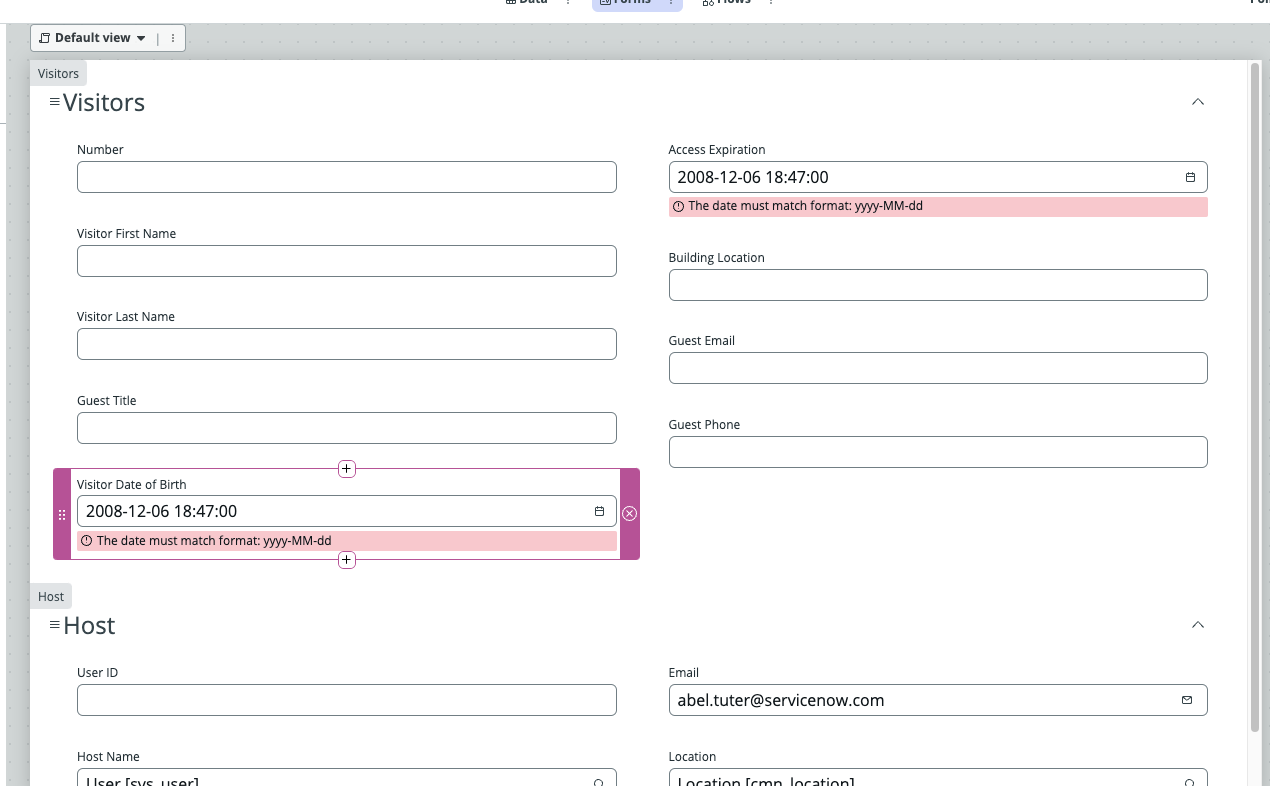 Data
Forms
Flows
Default view
Visitors
Visitors
Number
Access Expiration
2008-12-06 18:47:00
The date must match format: yyyy-MM-dd
Visitor First Name
Building Location
Visitor Last Name
Guest Email
Guest Title
Guest Phone
Visitor Date of Birth
2008-12-06 18:47:00
The date must match format: yyyy-MM-dd
Host
Host
User ID
Email
abel.tuter@servicenow.com
Host Name
Location
User [sys_user]
Location [cmn_location]